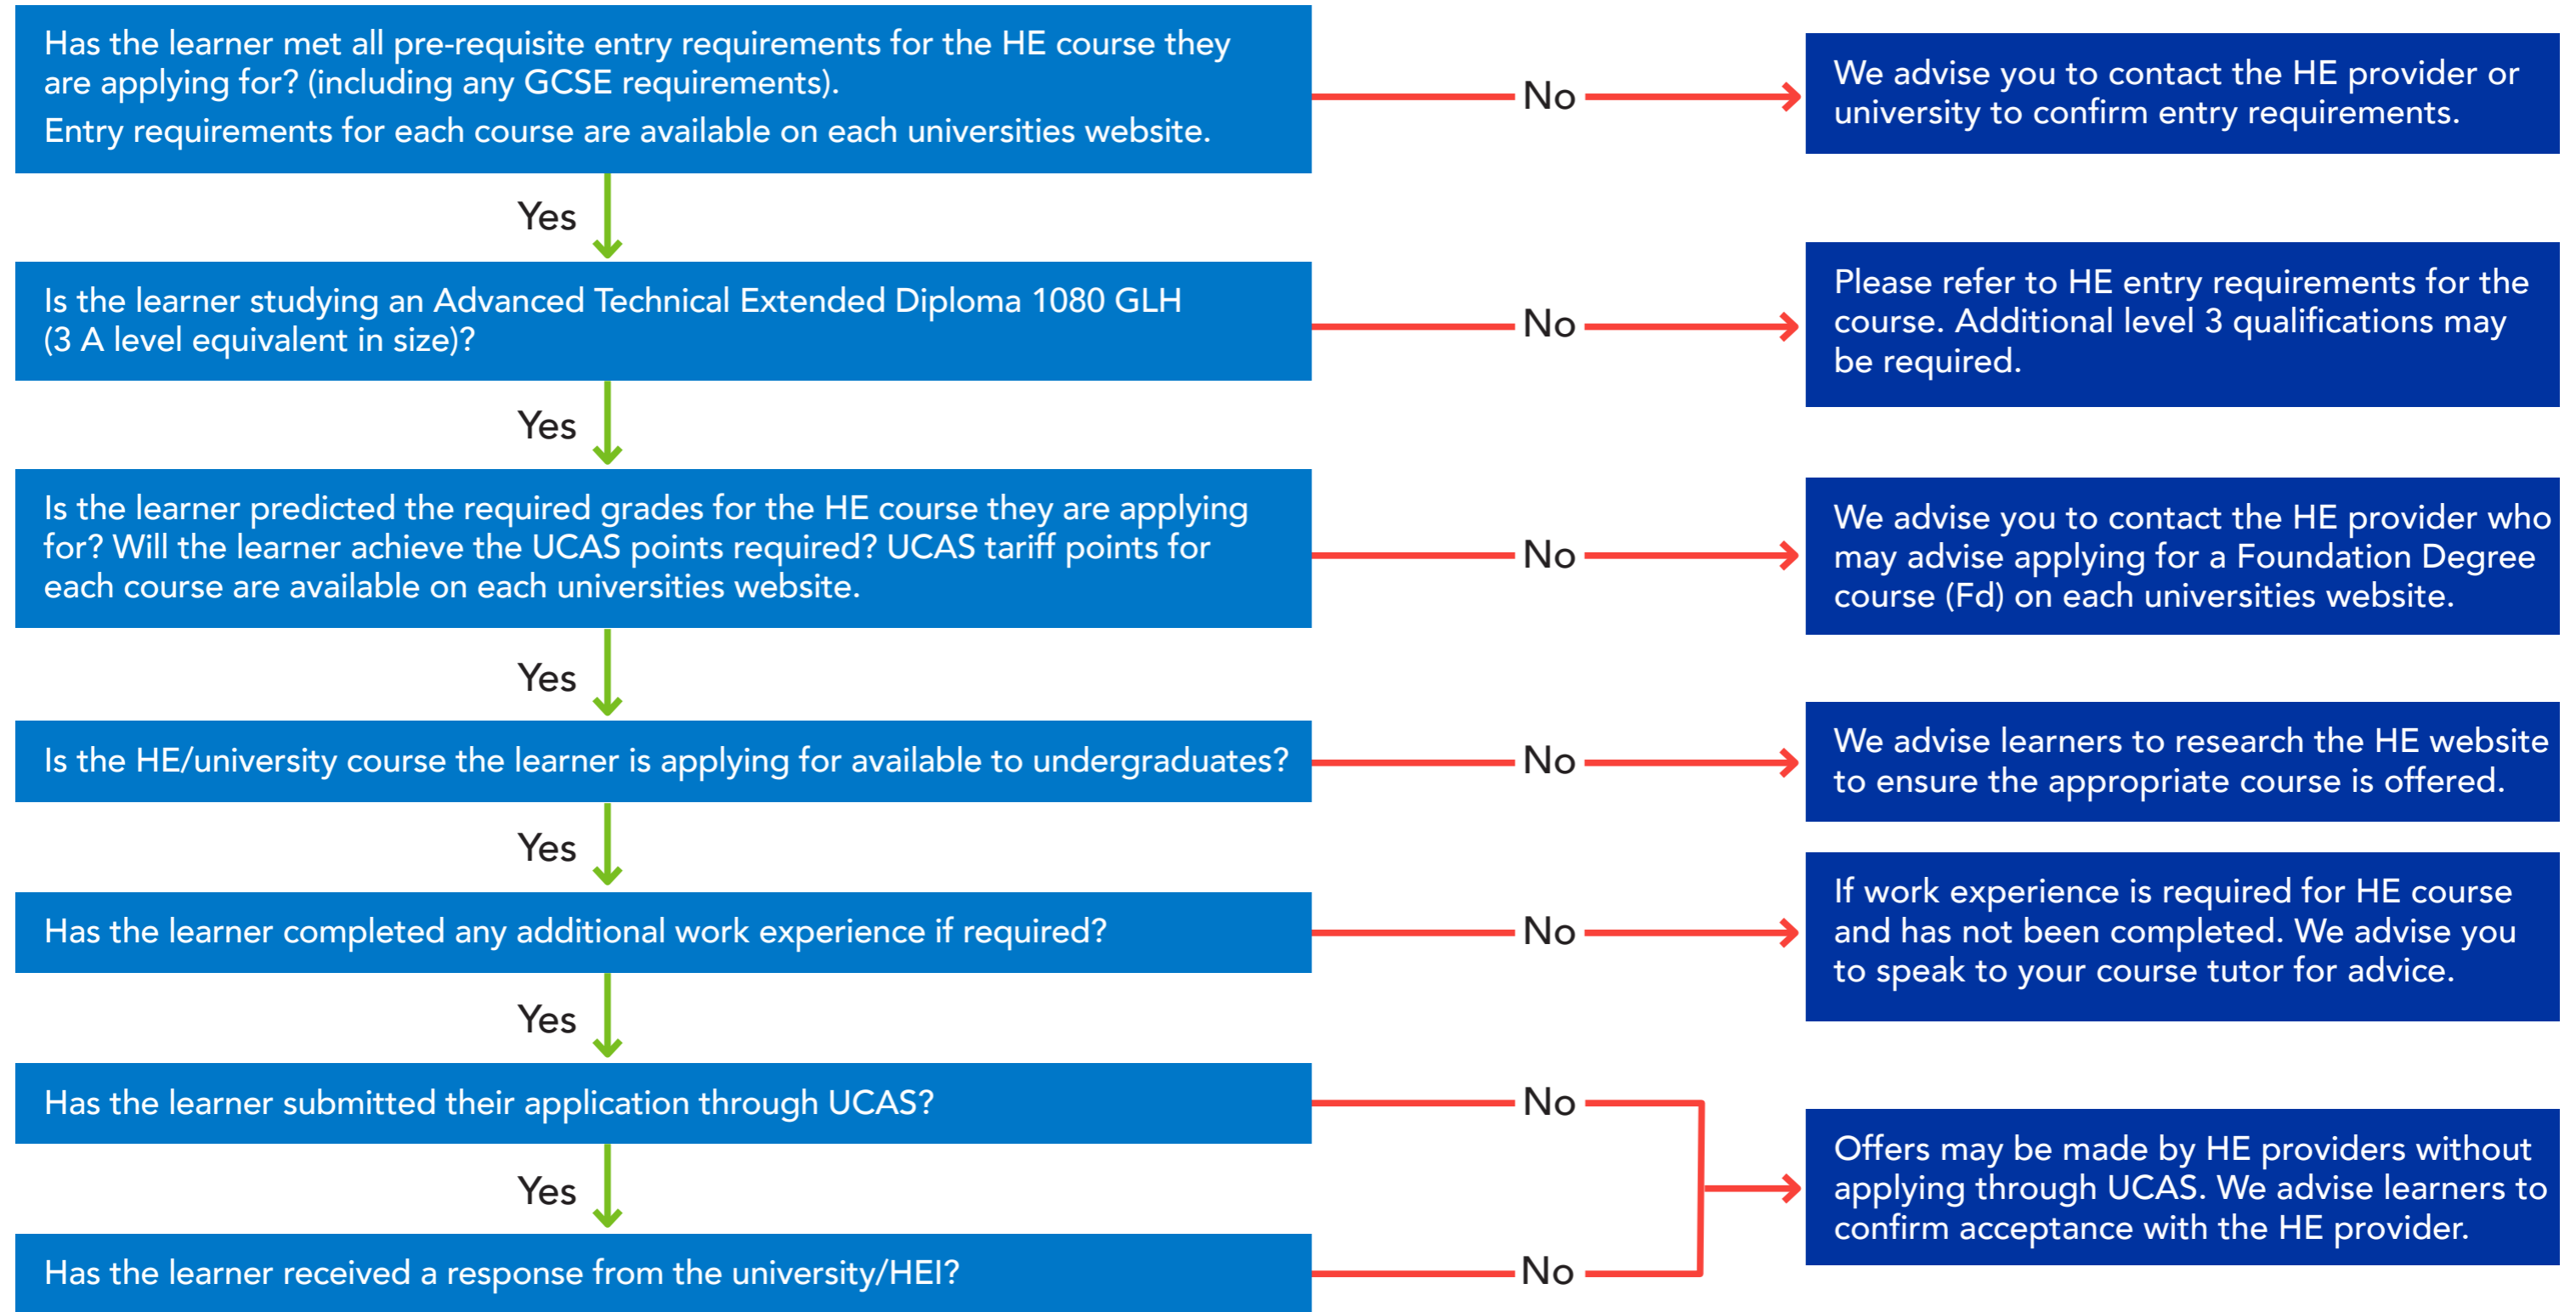 Has the learner met all pre-requisite entry requirements for the HE course they
are applying for? (including any GCSE requirements).
Entry requirements for each course are available on each universities website.
No
We advise you to contact the HE provider or
university to confirm entry requirements.
Yes
Is the learner studying an Advanced Technical Extended Diploma 1080 GLH
(3 A level equivalent in size)?
No
Please refer to HE entry requirements for the
course. Additional level 3 qualifications may
be required.
Yes
Is the learner predicted the required grades for the HE course they are applying
for? Will the learner achieve the UCAS points required? UCAS tariff points for
each course are available on each universities website.
No
We advise you to contact the HE provider who
may advise applying for a Foundation Degree
course (Fd) on each universities website.
Yes
Is the HE/university course the learner is applying for available to undergraduates?
No
We advise learners to research the HE website
to ensure the appropriate course is offered.
Yes
Has the learner completed any additional work experience if required?
No
If work experience is required for HE course
and has not been completed. We advise you
to speak to your course tutor for advice.
Yes
Has the learner submitted their application through UCAS?
No
Yes
Has the learner received a response from the university/HEI?
No
Offers may be made by HE providers without
applying through UCAS. We advise learners to
confirm acceptance with the HE provider.